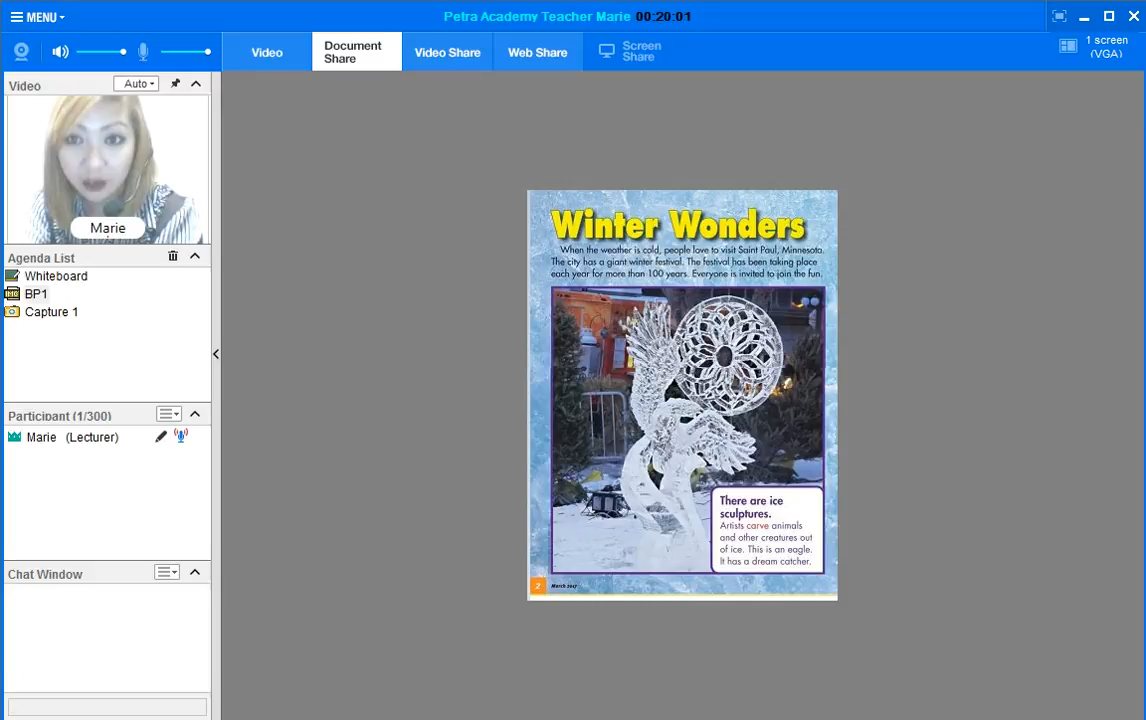 MENU
Petra Academy Teacher Marie 00:20:01
Video
Document
Share
Video Share
Web Share
Screen
Share
1 screen
(VGA)
Video
Auto
Marie
Agenda List
Whiteboard
BP1
Capture 1
Participant (1/300)
Marie (Lecturer)
Chat Window
Winter Wonders
When the weather is cold, people love to visit Saint Paul, Minnesota.
The city has a giant winter festival. The festival has been taking place
each year for more than 100 years. Everyone is invited to join the fun.
There are ice
sculptures.
Artists carve animals
and other creatures out
of ice. This is an eagle.
It has a dream catcher.
2
March 2017